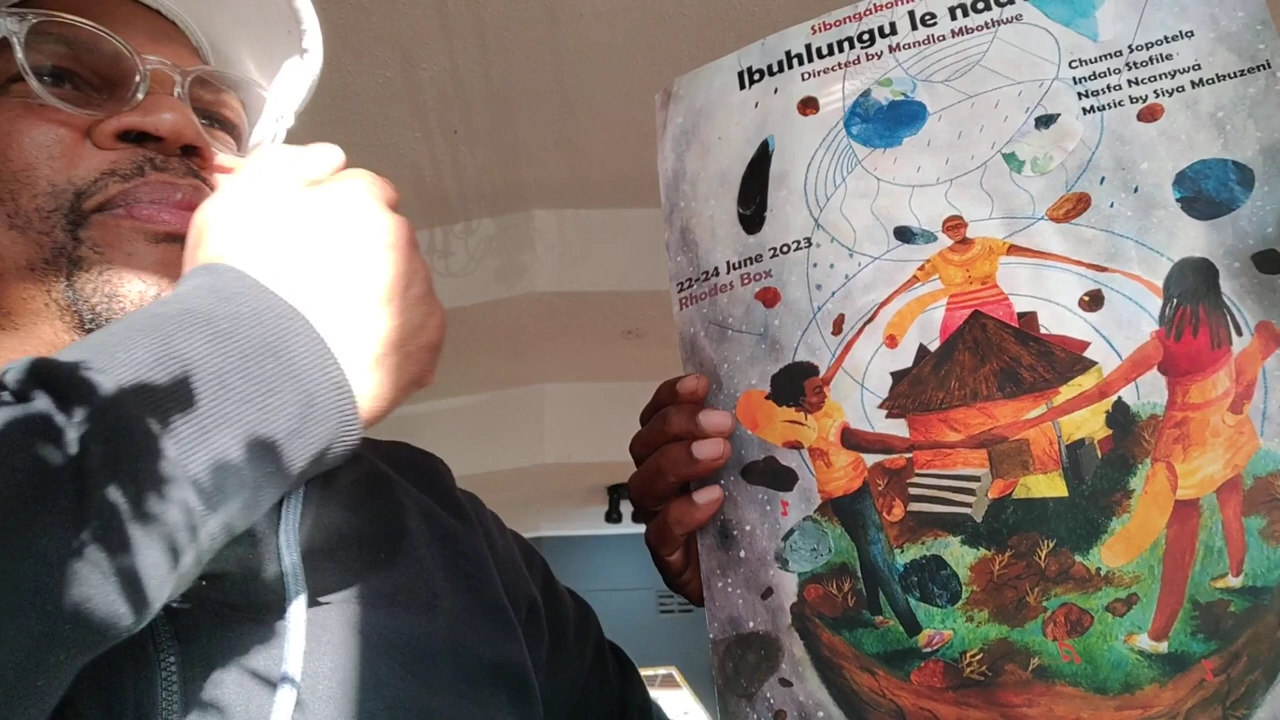 Ibuhlungu le
Directed by Mandla Mbothwe
Chuma Sopotela
Indalo Stofile
Nasfa Ncanywa
Music by Siya Makuzeni
22-24 June 2023
Rhodes Box